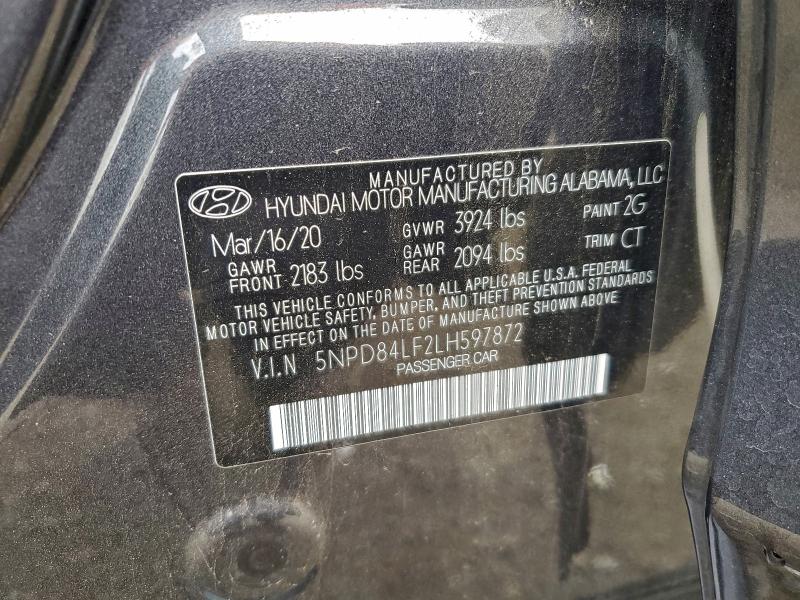 MANUFACTURED BY
HYUNDAI MOTOR MANUFACTURING ALABAMA, LLC
Mar/16/20 GVWR 3924 lbs PAINT 2G
GAWR FRONT 2183 lbs GAWR REAR 2094 lbs TRIM CT
THIS VEHICLE CONFORMS TO ALL APPLICABLE U.S.A. FEDERAL
MOTOR VEHICLE SAFETY, BUMPER, AND THEFT PREVENTION STANDARDS
IN EFFECT ON THE DATE OF MANUFACTURE SHOWN ABOVE
V.I.N 5NPD84LF2LH597872
PASSENGER CAR